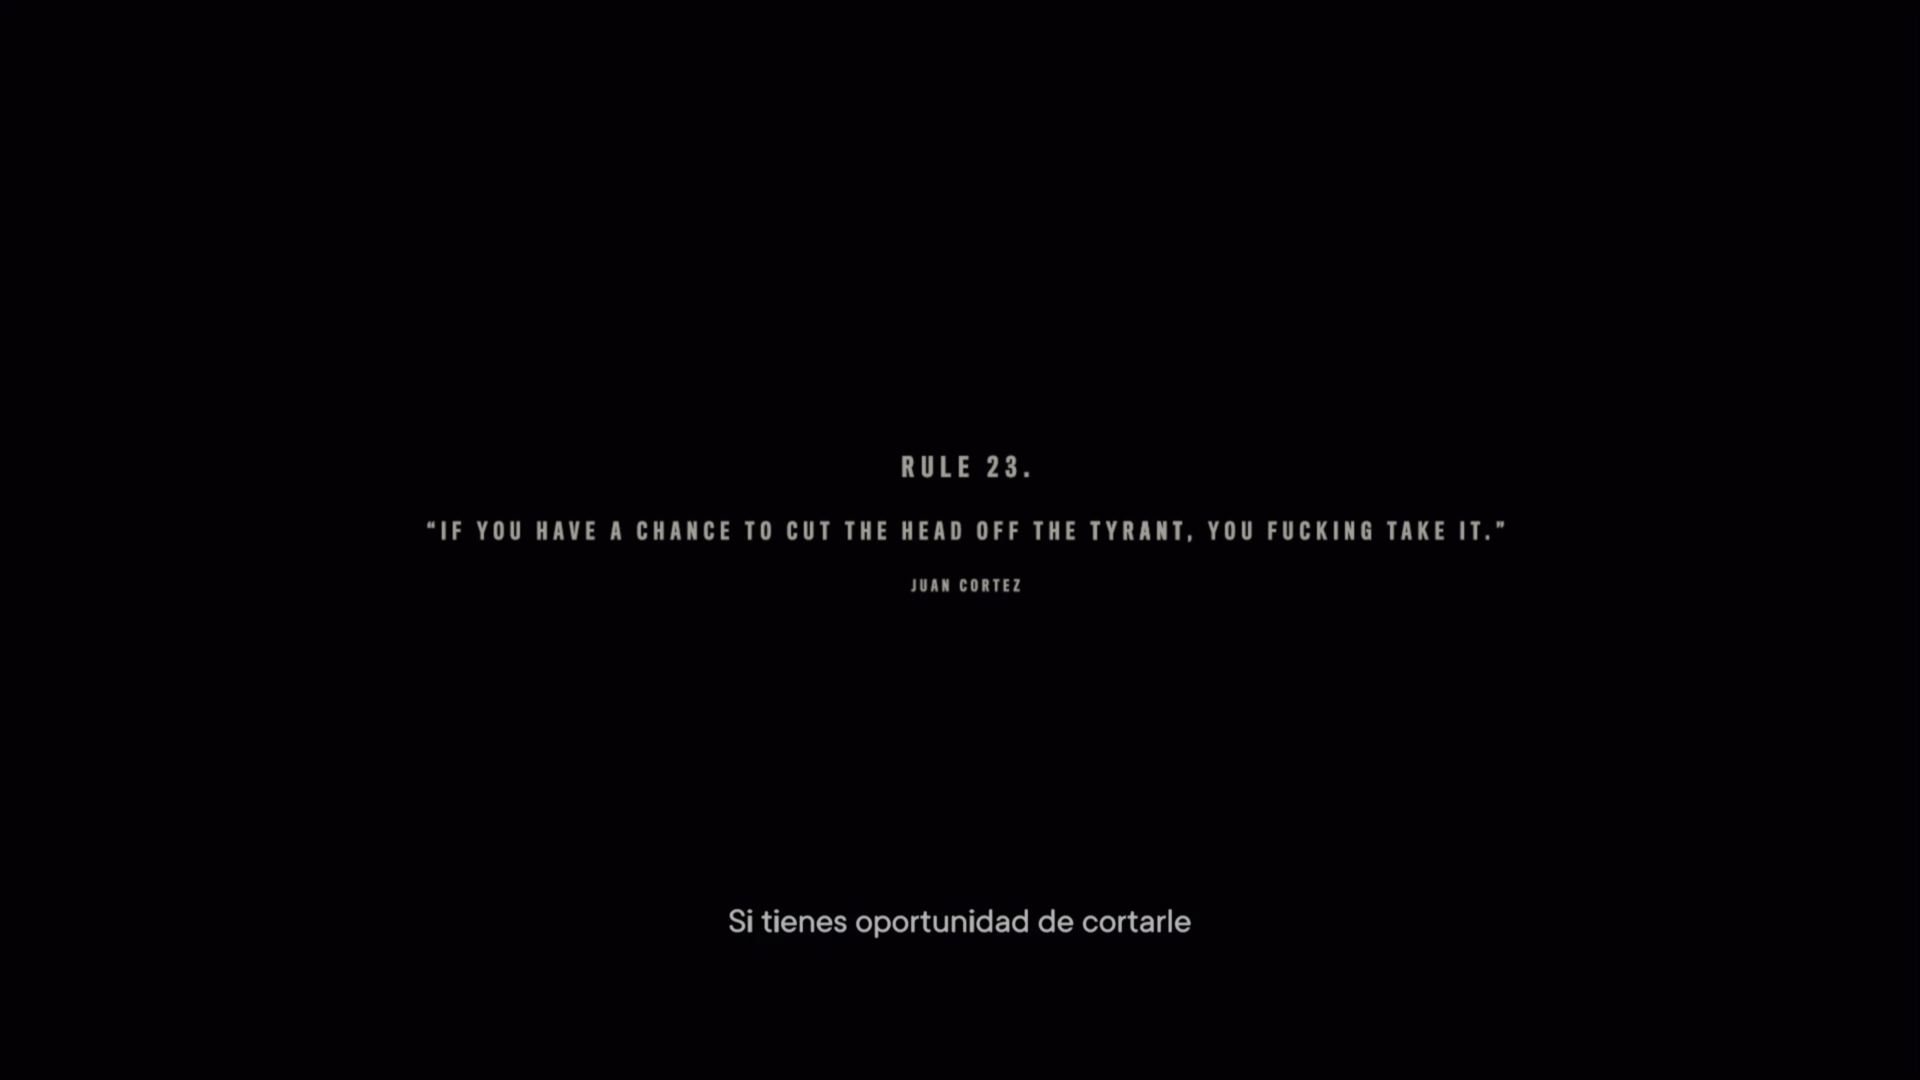 RULE 23.
“IF YOU HAVE A CHANCE TO CUT THE HEAD OFF THE TYRANT, YOU FUCKING TAKE IT.”
JUAN CORTEZ
Si tienes oportunidad de cortarle